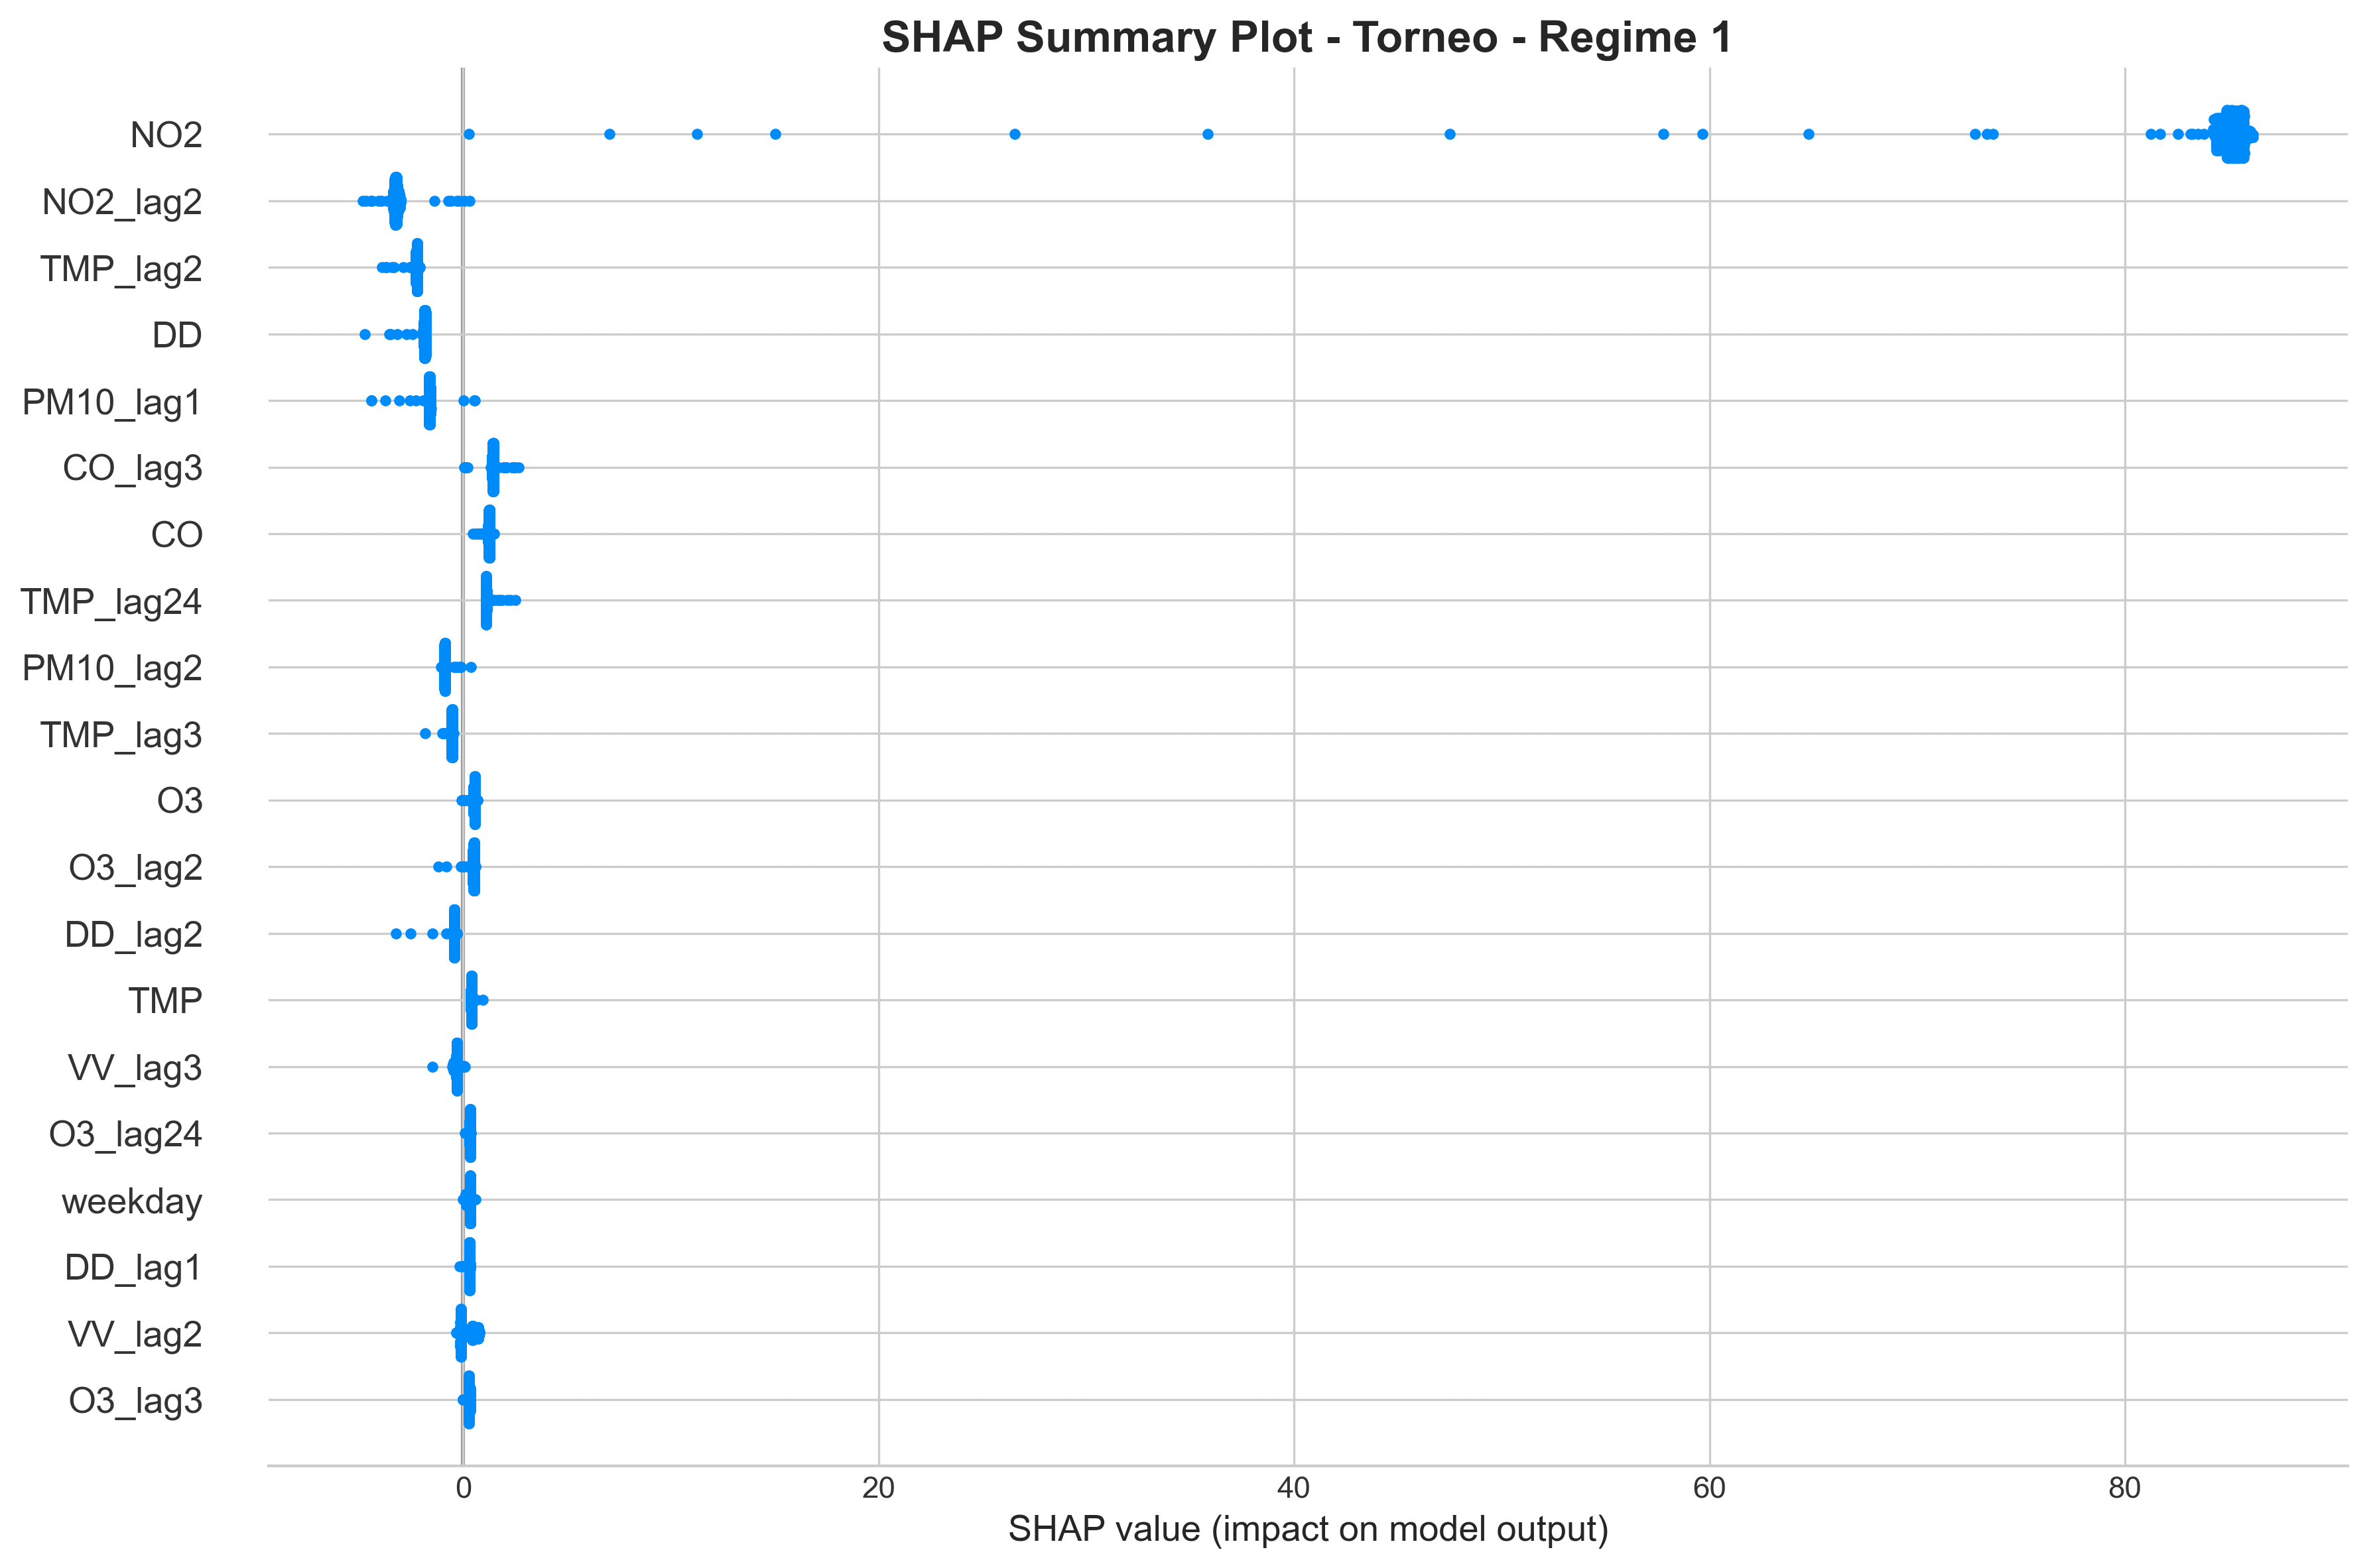 SHAP Summary Plot - Torneo - Regime 1
NO2
NO2_lag2
TMP_lag2
DD
PM10_lag1
CO_lag3
CO
TMP_lag24
PM10_lag2
TMP_lag3
O3
O3_lag2
DD_lag2
TMP
VV_lag3
O3_lag24
weekday
DD_lag1
VV_lag2
O3_lag3
0 20 40 60 80
SHAP value (impact on model output)